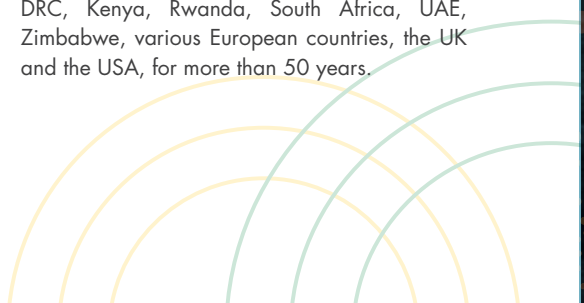 DRC, Kenya, Rwanda, South Africa, UAE,
Zimbabwe, various European countries, the UK
and the USA, for more than 50 years.